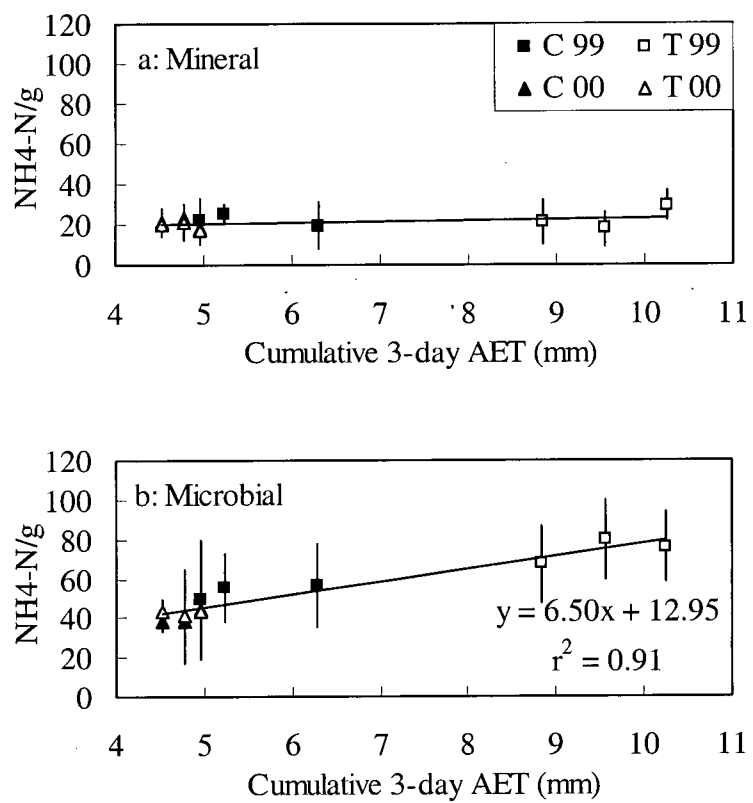 120
100
80
60
40
20
0
NH4-N/g
a: Mineral
■ C 99 □ T 99
▲ C 00 △ T 00
4 5 6 7 8 9 10 11
Cumulative 3-day AET (mm)
120
100
80
60
40
20
0
NH4-N/g
b: Microbial
y = 6.50x + 12.95
r² = 0.91
4 5 6 7 8 9 10 11
Cumulative 3-day AET (mm)